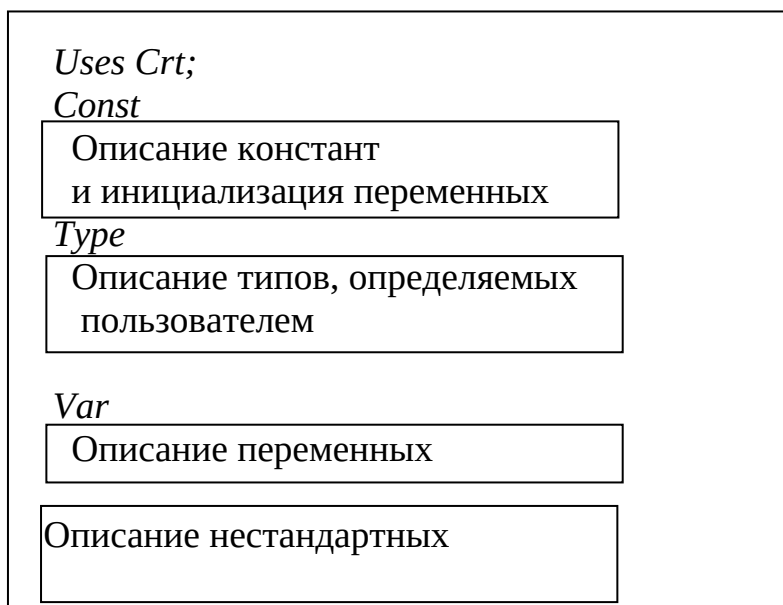 Uses Crt;
Const
Описание констант
и инициализация переменных
Type
Описание типов, определяемых
пользователем
Var
Описание переменных
Описание нестандартных